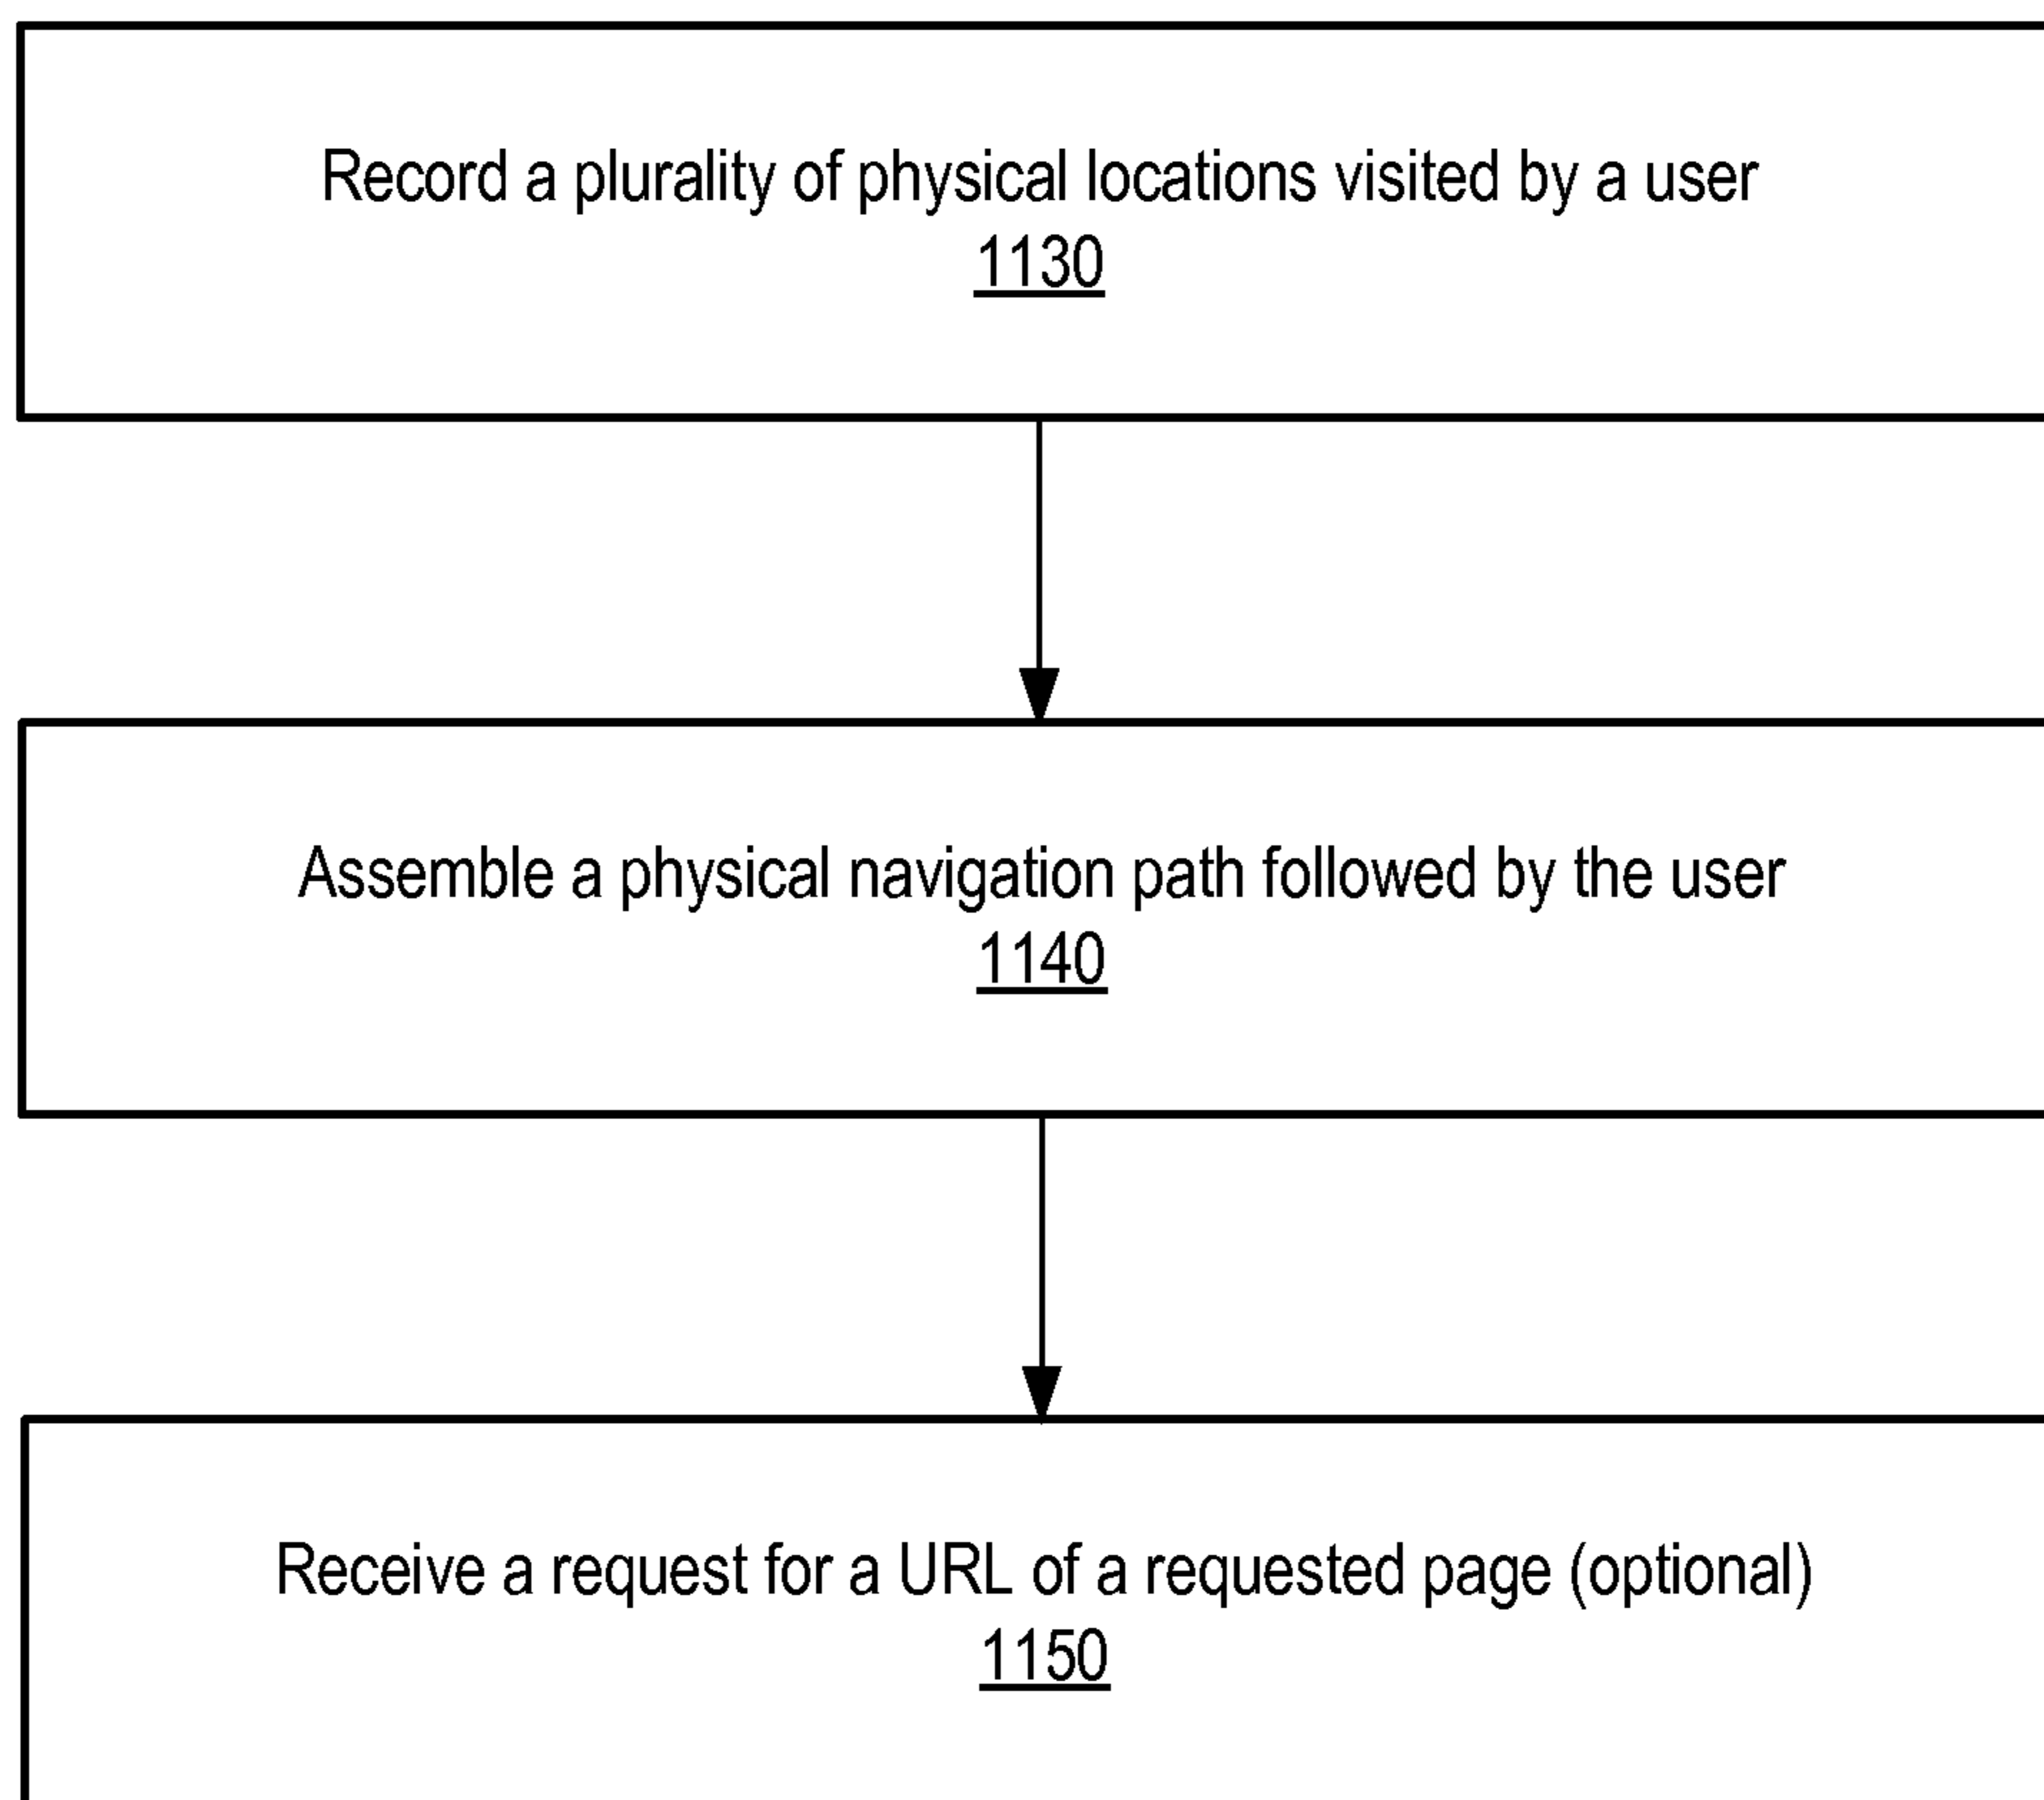 Record a plurality of physical locations visited by a user
1130
Assemble a physical navigation path followed by the user
1140
Receive a request for a URL of a requested page (optional)
1150